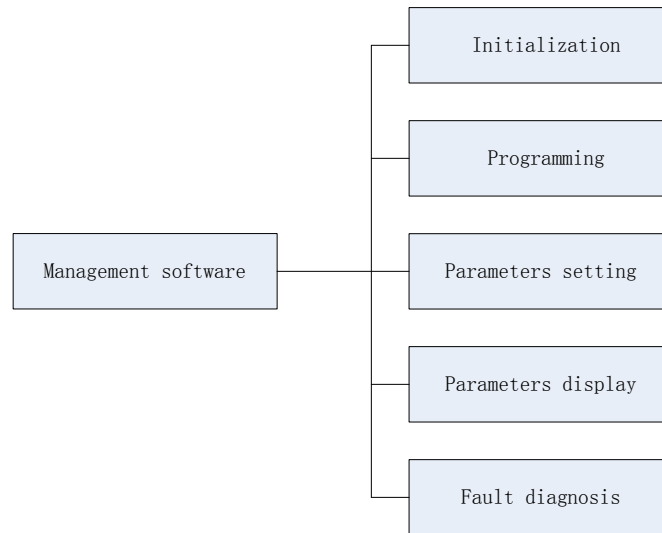 Initialization
Programming
Management software
Parameters setting
Parameters display
Fault diagnosis